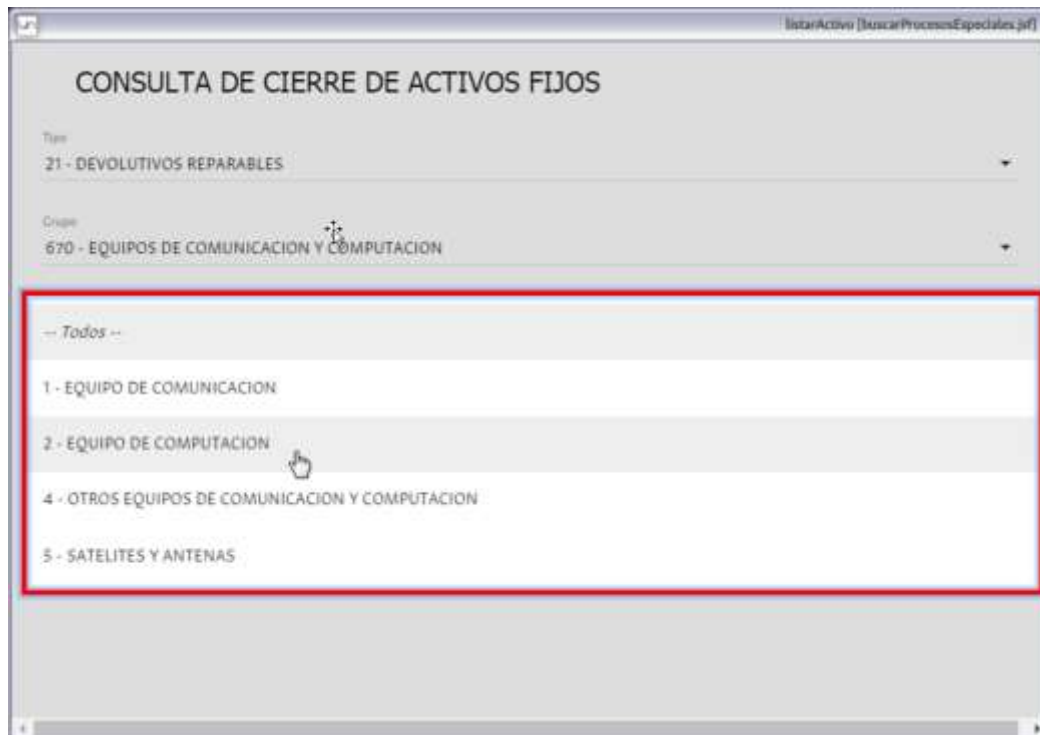 listarActivo [buscarProcesosEspeciales.jsf]
CONSULTA DE CIERRE DE ACTIVOS FIJOS
Tipo
21 - DEVOLUTIVOS REPARABLES
Grupo
670 - EQUIPOS DE COMUNICACION Y COMPUTACION
-- Todos --
1 - EQUIPO DE COMUNICACION
2 - EQUIPO DE COMPUTACION
4 - OTROS EQUIPOS DE COMUNICACION Y COMPUTACION
5 - SATELITES Y ANTENAS